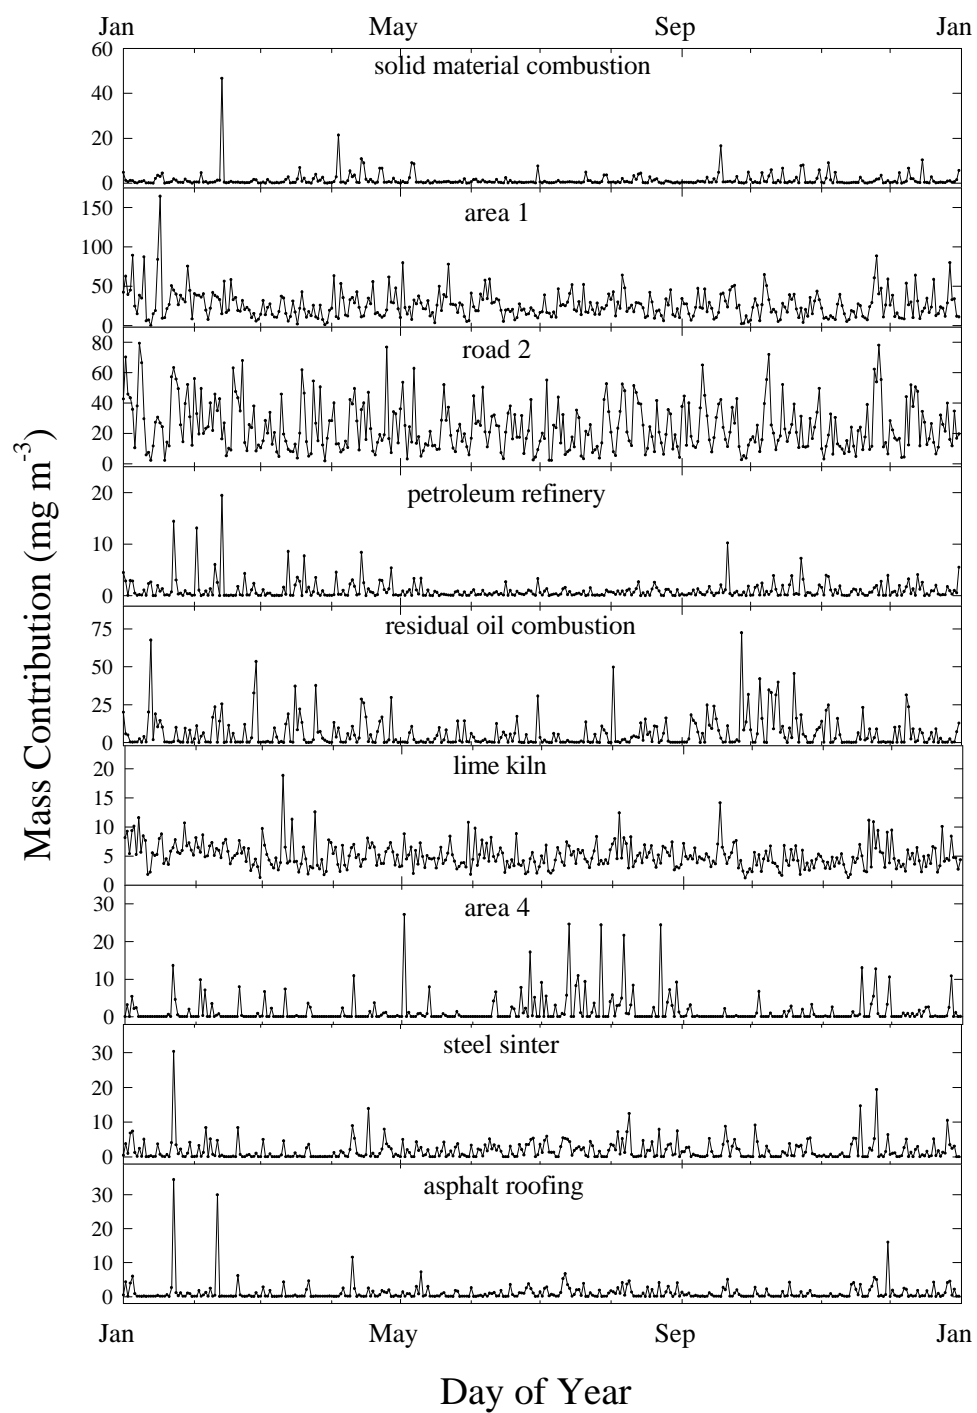 Jan May Sep Jan
solid material combustion
60
40
20
0
area 1
150
100
50
0
road 2
80
60
40
20
0
petroleum refinery
20
10
0
residual oil combustion
75
50
25
0
lime kiln
20
15
10
5
0
area 4
30
20
10
0
steel sinter
30
20
10
0
asphalt roofing
30
20
10
0
Mass Contribution (mg m-3)
Jan May Sep Jan
Day of Year